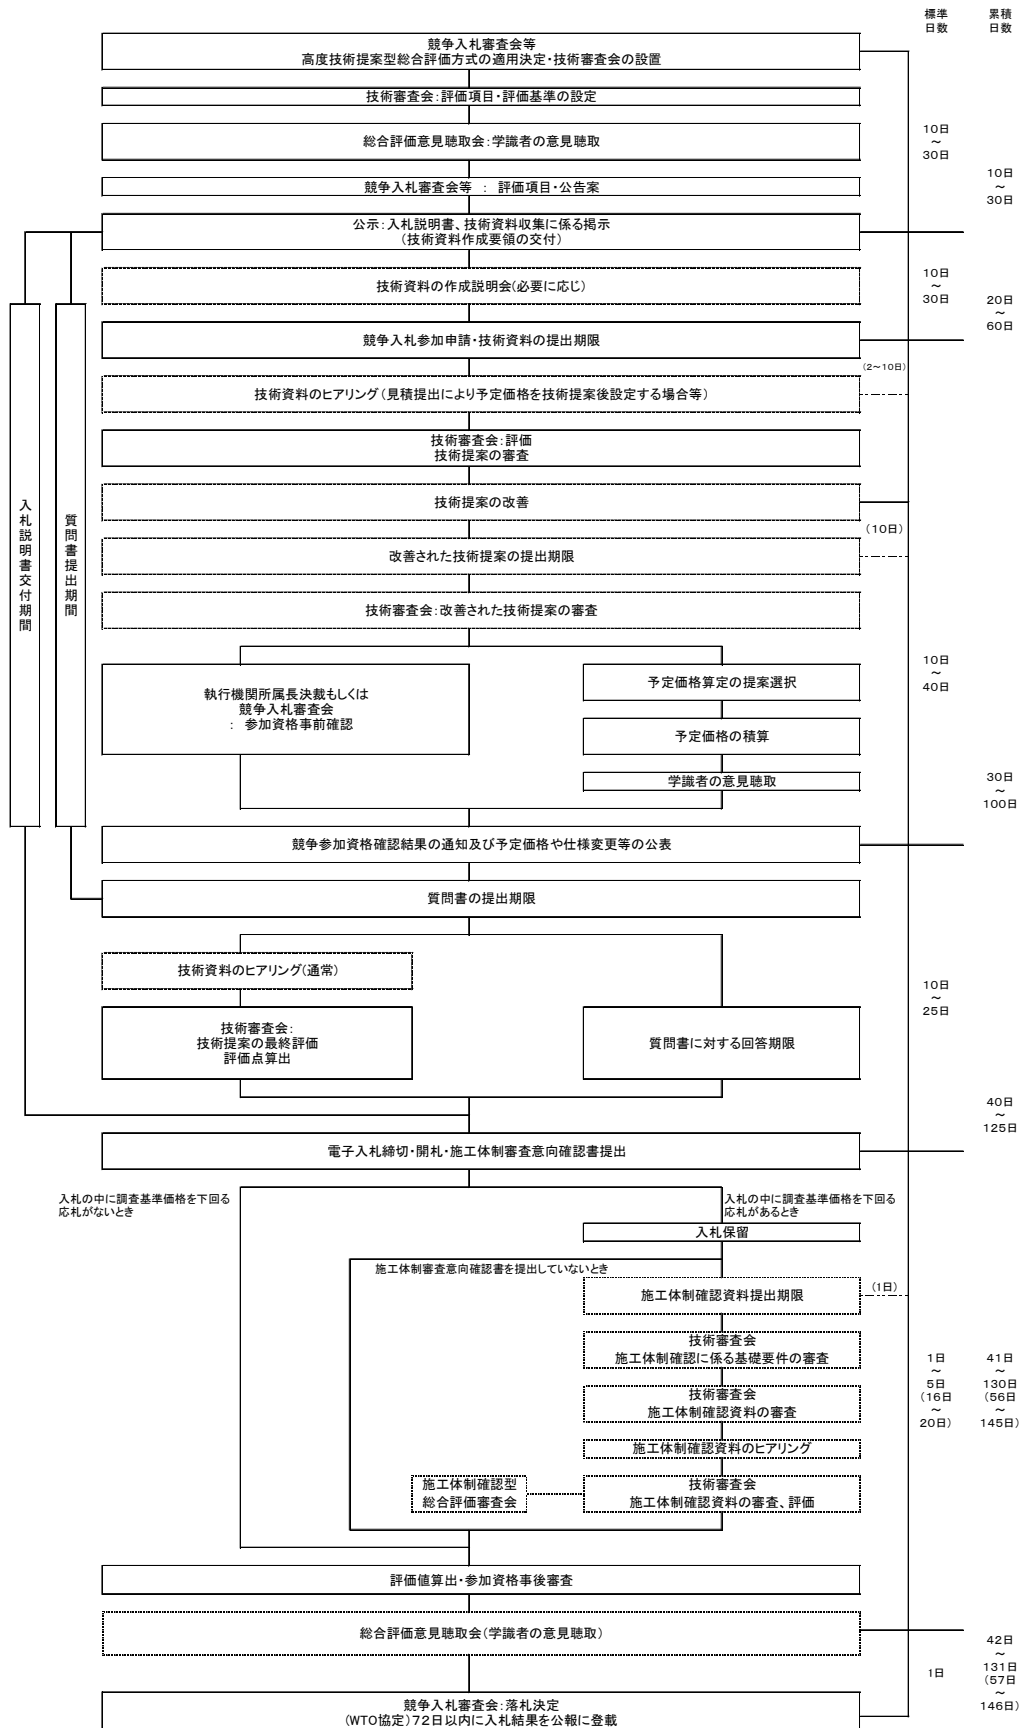 標準
日数
累積
日数
競争入札審査会等
高度技術提案型総合評価方式の適用決定・技術審査会の設置
技術審査会：評価項目・評価基準の設定
総合評価意見聴取会：学識者の意見聴取
10日
～
30日
競争入札審査会等　：　評価項目・公告案
10日
～
30日
公示：入札説明書、技術資料収集に係る掲示
（技術資料作成要領の交付）
技術資料の作成説明会（必要に応じ）
10日
～
30日
20日
～
60日
競争入札参加申請・技術資料の提出期限
（2～10日）
技術資料のヒアリング（見積提出により予定価格を技術提案後設定する場合等）
技術審査会：評価
技術提案の審査
入札説明書交付期間
質問書提出期間
技術提案の改善
（10日）
改善された技術提案の提出期限
技術審査会：改善された技術提案の審査
執行機関所属長決裁もしくは
競争入札審査会
：　参加資格事前確認
予定価格算定の提案選択
10日
～
40日
予定価格の積算
学識者の意見聴取
30日
～
100日
競争参加資格確認結果の通知及び予定価格や仕様変更等の公表
質問書の提出期限
技術資料のヒアリング（通常）
10日
～
25日
技術審査会：
技術提案の最終評価
評価点算出
質問書に対する回答期限
40日
～
125日
電子入札締切・開札・施工体制審査意向確認書提出
入札の中に調査基準価格を下回る
応札がないとき
入札の中に調査基準価格を下回る
応札があるとき
入札保留
施工体制審査意向確認書を提出していないとき
施工体制確認資料提出期限
（1日）
技術審査会
施工体制確認に係る基礎要件の審査
1日
～
5日
（16日
～
20日）
41日
～
130日
（56日
～
145日）
技術審査会
施工体制確認資料の審査
施工体制確認資料のヒアリング
施工体制確認型
総合評価審査会
技術審査会
施工体制確認資料の審査、評価
評価値算出・参加資格事後審査
総合評価意見聴取会（学識者の意見聴取）
1日
42日
～
131日
（57日
～
146日）
競争入札審査会：落札決定
（WTO協定）７２日以内に入札結果を公報に登載